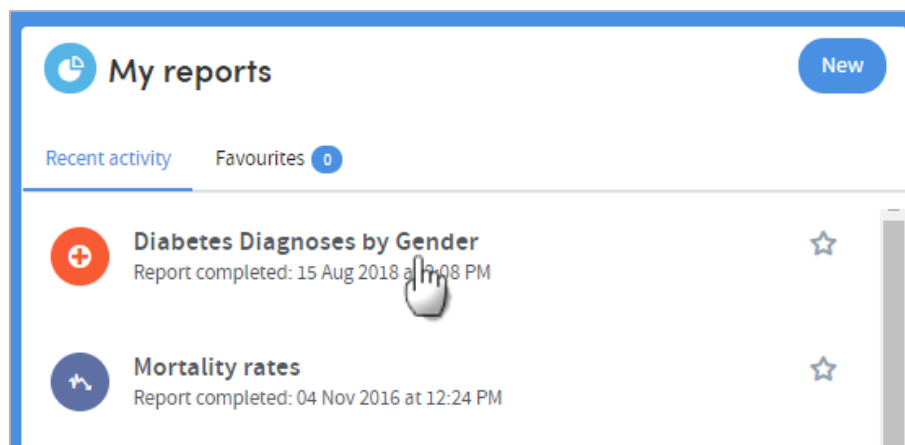 My reports
New
Recent activity
Favourites 0
Diabetes Diagnoses by Gender
Report completed: 15 Aug 2018 PM
Mortality rates
Report completed: 04 Nov 2016 at 12:24 PM